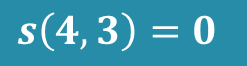 s(4, 3) = 0